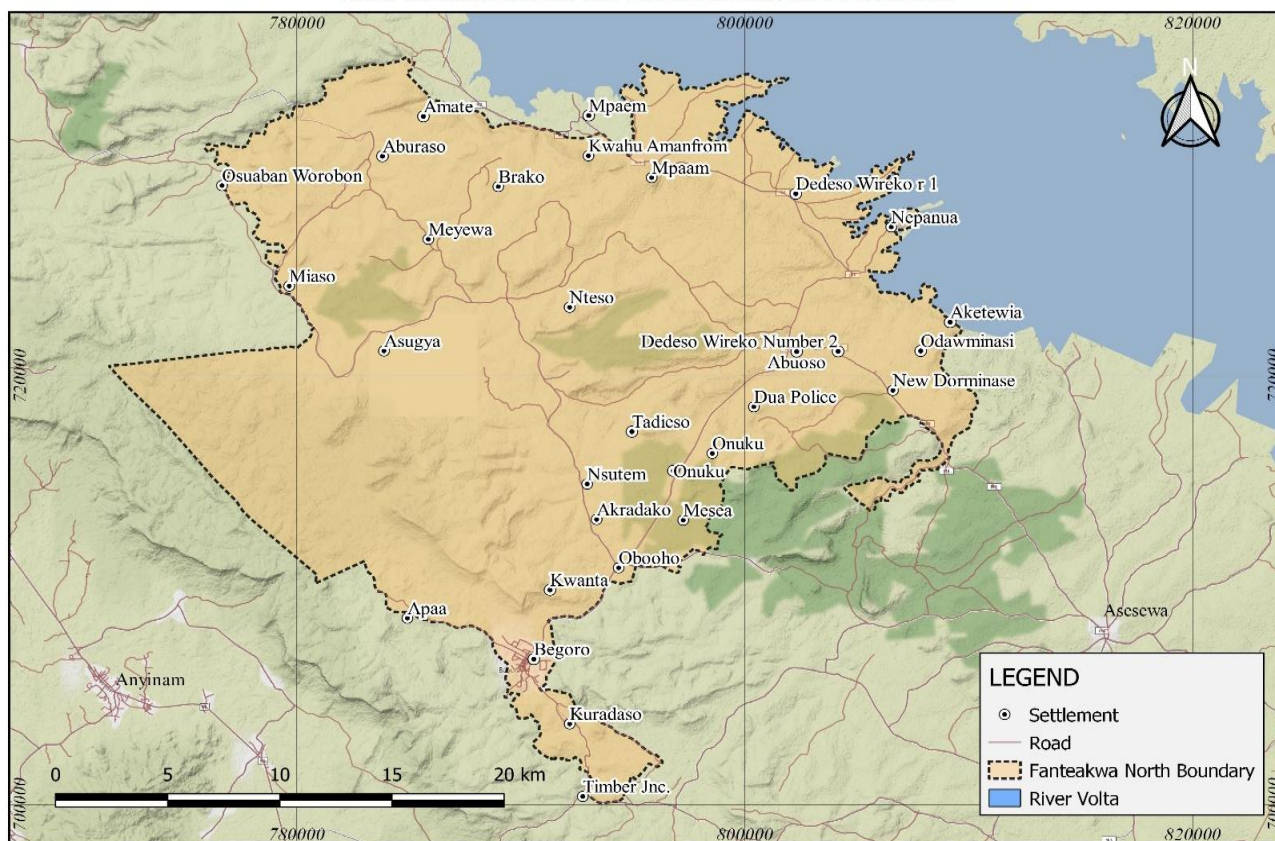 780000
800000
820000
N
Amate
Mpaem
Aburaso
Kwahu Amanfrom
Osuaban Worobon
Brako
Mpaam
Dedeso Wireko r 1
Nepanua
Meyewa
Miaso
Nteso
Aketewia
Asugya
Dedeso Wireko Number 2
Odawminasi
Abuoso
720000
720000
New Dorminase
Dua Police
Tadieso
Onuku
Onuku
Nsutem
Akradako
Mesea
Obooho
Kwanta
Apaa
Asesewa
Begoro
Anyinam
LEGEND
Settlement
Road
Fanteakwa North Boundary
River Volta
Kuradaso
0 5 10 15 20 km
Timber Jnc.
700000
780000
800000
820000